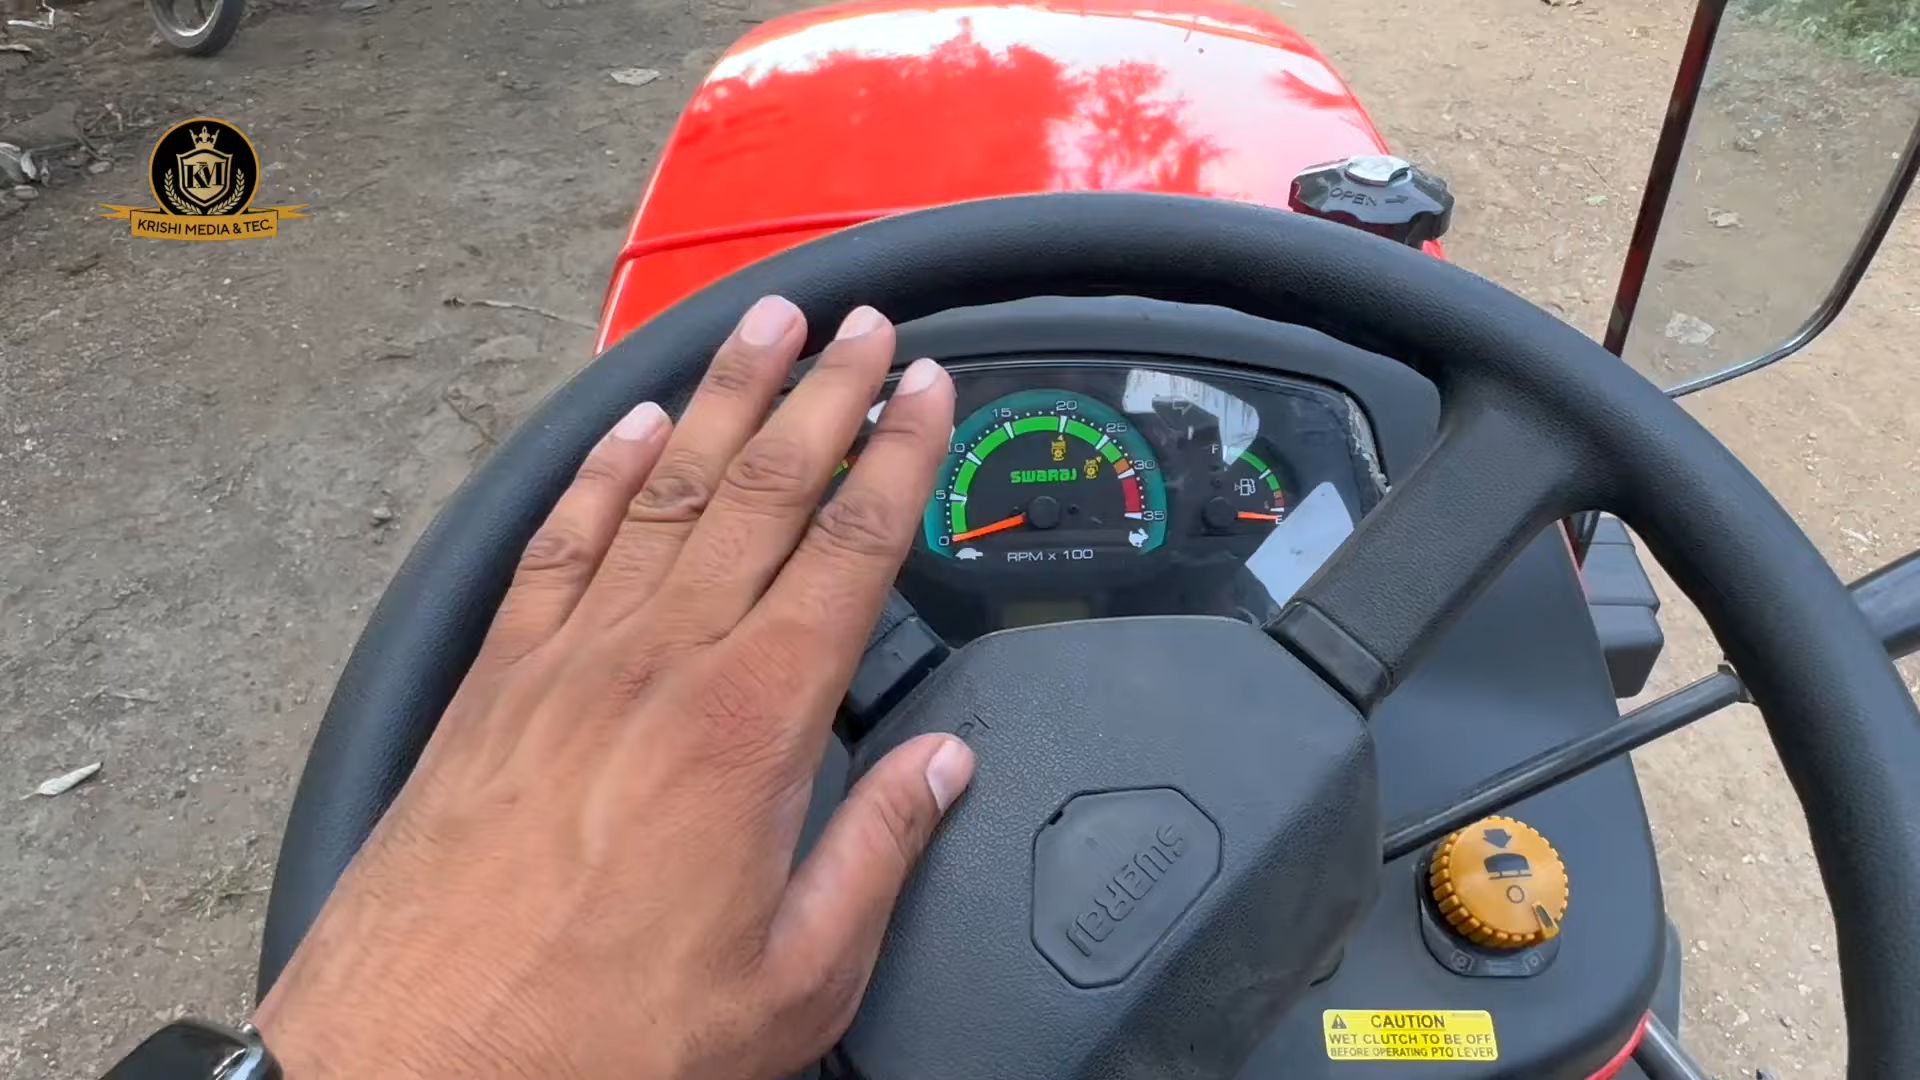 KM
KRISHI MEDIA & TEC.
OPEN
0
5
10
15
20
25
30
35
swaraj
RPM x 100
F
E
swaraj
CAUTION
WET CLUTCH TO BE OFF
BEFORE OPERATING PTO LEVER